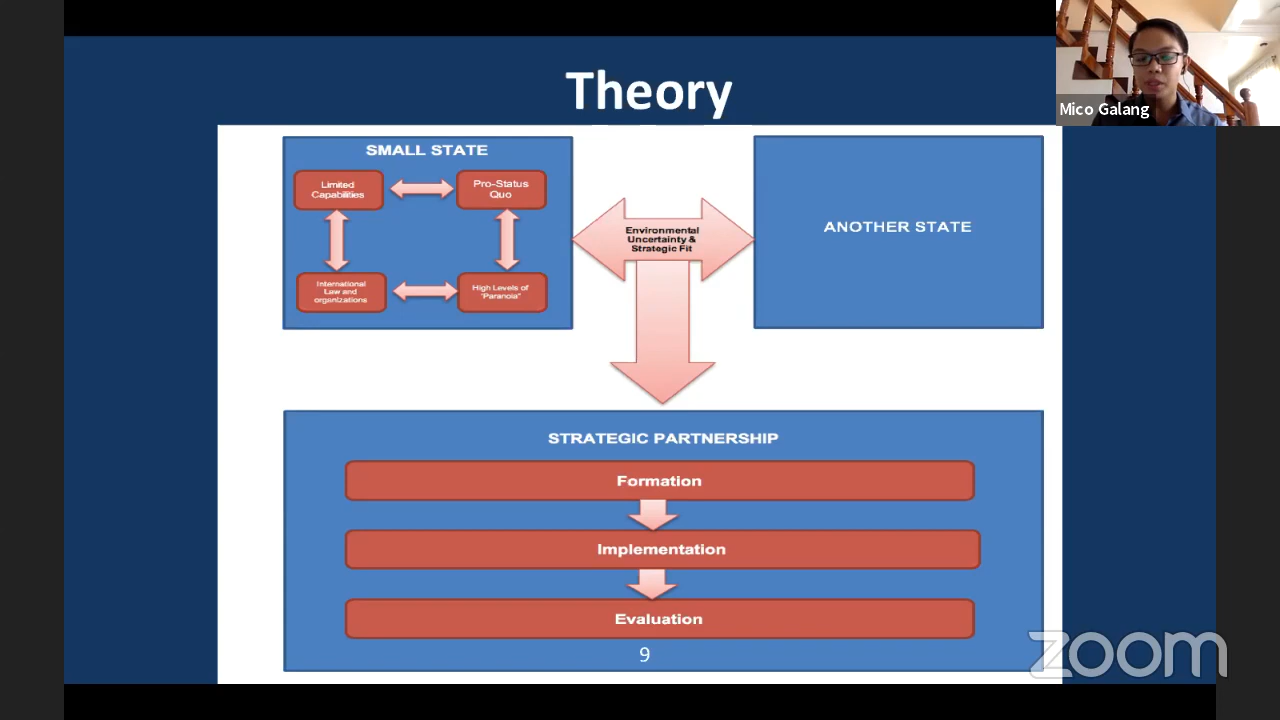 Theory
Mico Galang
SMALL STATE
Limited
Capabilities
Pro-Status
Quo
International
Law and
organizations
High Levels of
"Paranoia"
Environmental
Uncertainty &
Strategic Fit
ANOTHER STATE
STRATEGIC PARTNERSHIP
Formation
Implementation
Evaluation
9
zoom